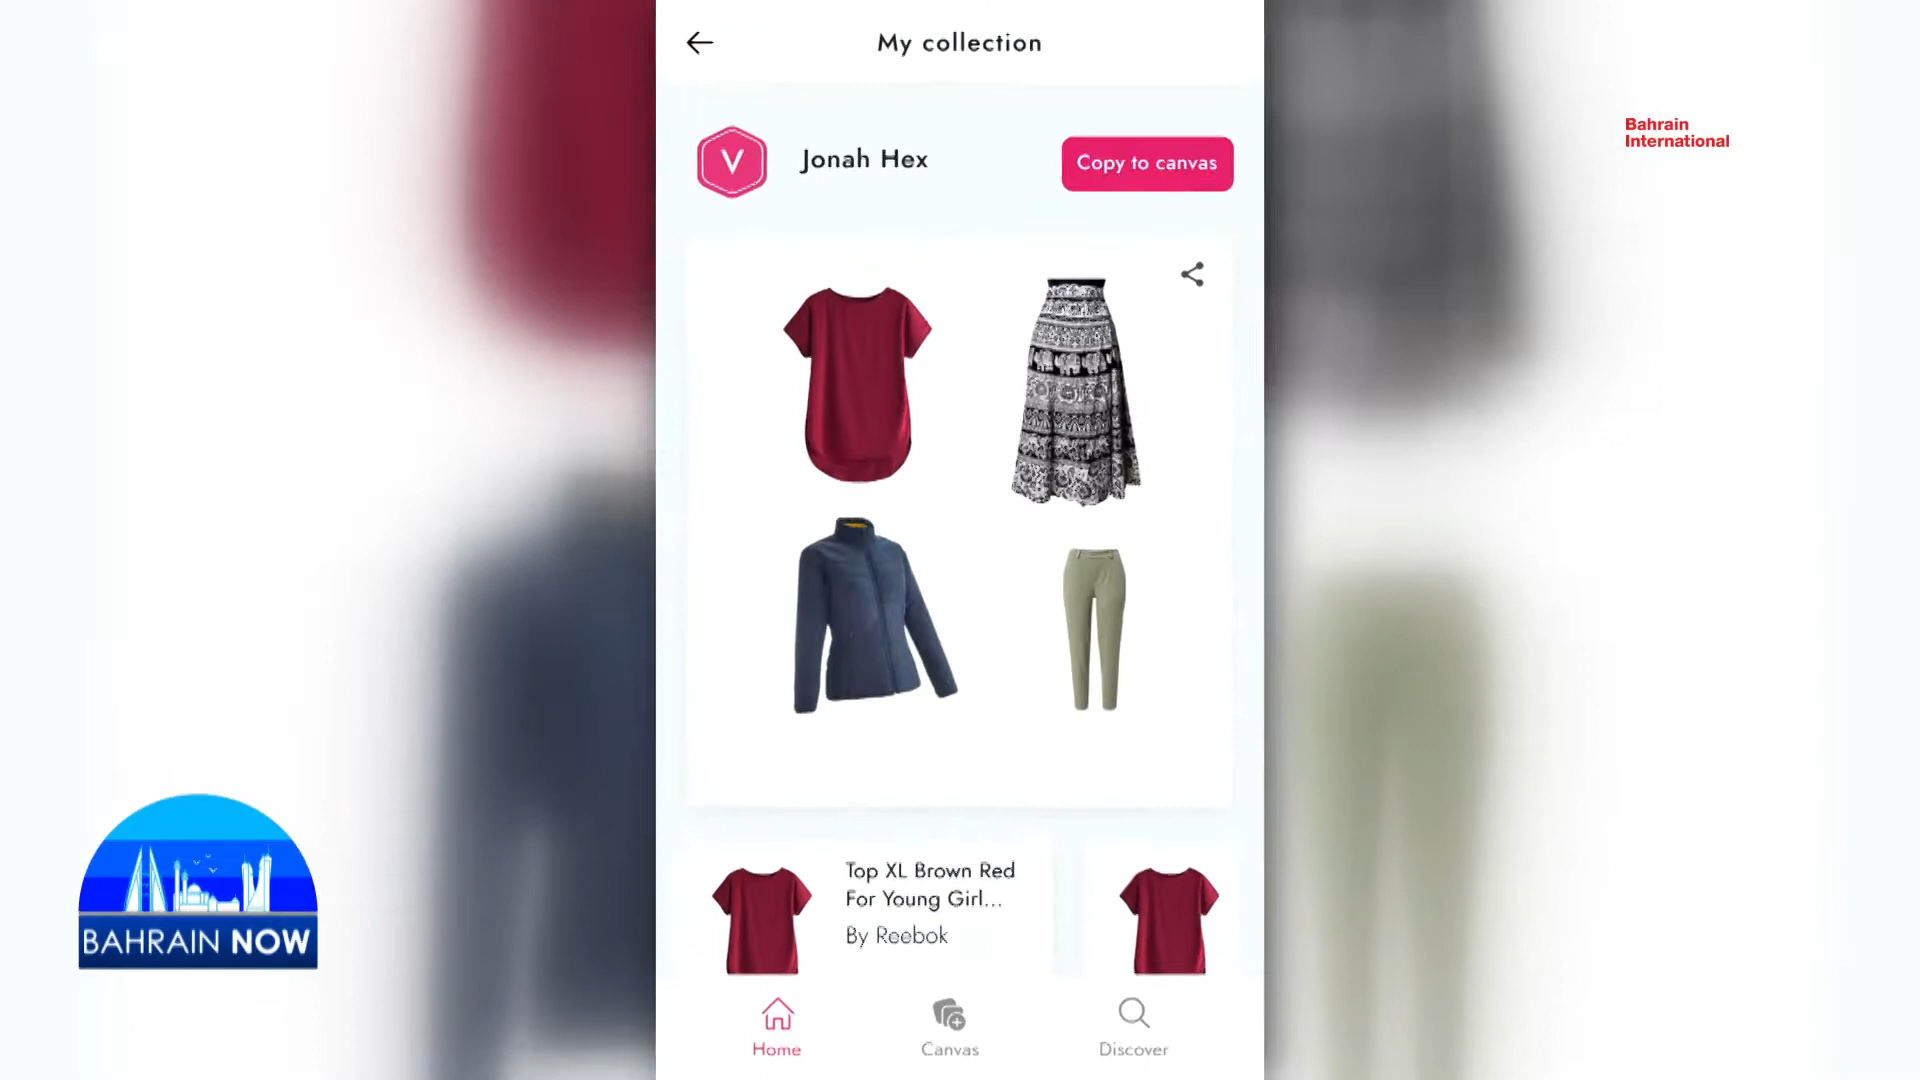 My collection
V
Jonah Hex
Copy to canvas
Bahrain
International
Top XL Brown Red
For Young Girl...
By Reebok
BAHRAIN NOW
Home
Canvas
Discover